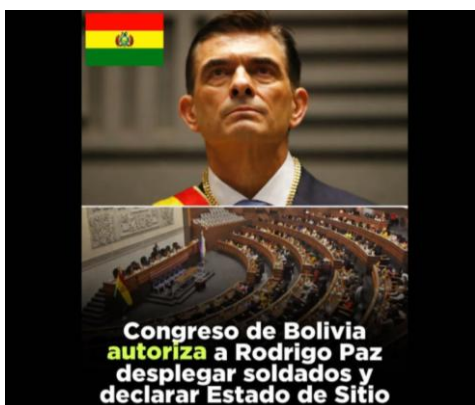 Congreso de Bolivia
autoriza a Rodrigo Paz
desplegar soldados y
declarar Estado de Sitio